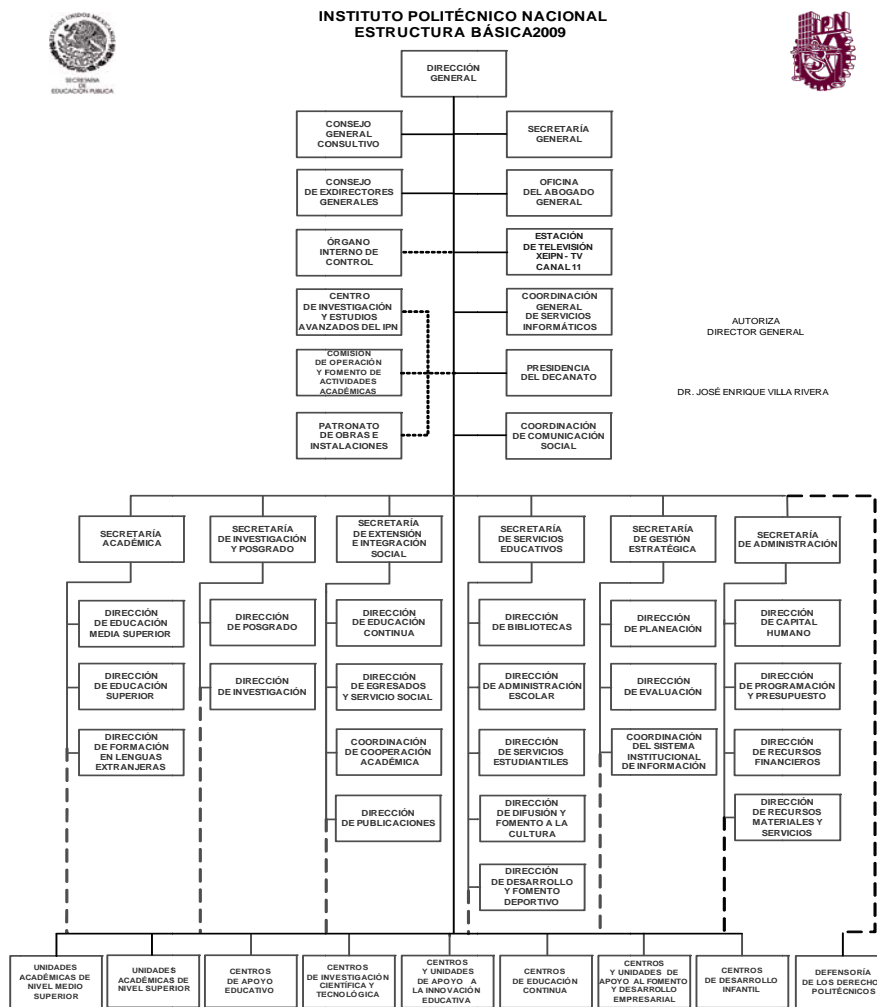 INSTITUTO POLITÉCNICO NACIONAL
ESTRUCTURA BÁSICA2009
ESTADOS UNIDOS MEXICANOS
SECRETARIA
DE
EDUCACIÓN PUBLICA
IPN
DIRECCIÓN
GENERAL
CONSEJO
GENERAL
CONSULTIVO
SECRETARÍA
GENERAL
CONSEJO
DE EXDIRECTORES
GENERALES
OFICINA
DEL ABOGADO
GENERAL
ÓRGANO
INTERNO DE
CONTROL
ESTACIÓN
DE TELEVISIÓN
XEIPN - TV
CANAL 11
CENTRO
DE INVESTIGACIÓN
Y ESTUDIOS
AVANZADOS DEL IPN
COORDINACIÓN
GENERAL
DE SERVICIOS
INFORMÁTICOS
AUTORIZA
DIRECTOR GENERAL
COMISIÓN
DE OPERACIÓN
Y FOMENTO DE
ACTIVIDADES
ACADÉMICAS
PRESIDENCIA
DEL DECANATO
DR. JOSÉ ENRIQUE VILLA RIVERA
PATRONATO
DE OBRAS E
INSTALACIONES
COORDINACIÓN
DE COMUNICACIÓN
SOCIAL
SECRETARÍA
ACADÉMICA
SECRETARÍA
DE INVESTIGACIÓN
Y POSGRADO
SECRETARÍA
DE EXTENSIÓN
E INTEGRACIÓN
SOCIAL
SECRETARÍA
DE SERVICIOS
EDUCATIVOS
SECRETARÍA
DE GESTIÓN
ESTRATÉGICA
SECRETARÍA
DE ADMINISTRACIÓN
DIRECCIÓN
DE EDUCACIÓN
MEDIA SUPERIOR
DIRECCIÓN
DE POSGRADO
DIRECCIÓN
DE EDUCACIÓN
CONTINUA
DIRECCIÓN
DE BIBLIOTECAS
DIRECCIÓN
DE PLANEACIÓN
DIRECCIÓN
DE CAPITAL
HUMANO
DIRECCIÓN
DE EDUCACIÓN
SUPERIOR
DIRECCIÓN
DE INVESTIGACIÓN
DIRECCIÓN
DE EGRESADOS
Y SERVICIO SOCIAL
DIRECCIÓN
DE ADMINISTRACIÓN
ESCOLAR
DIRECCIÓN
DE EVALUACIÓN
DIRECCIÓN
DE PROGRAMACIÓN
Y PRESUPUESTO
DIRECCIÓN
DE FORMACIÓN
EN LENGUAS
EXTRANJERAS
COORDINACIÓN
DE COOPERACIÓN
ACADÉMICA
DIRECCIÓN
DE SERVICIOS
ESTUDIANTILES
COORDINACIÓN
DEL SISTEMA
INSTITUCIONAL
DE INFORMACIÓN
DIRECCIÓN
DE RECURSOS
FINANCIEROS
DIRECCIÓN
DE PUBLICACIONES
DIRECCIÓN
DE DIFUSIÓN Y
FOMENTO A LA
CULTURA
DIRECCIÓN
DE RECURSOS
MATERIALES Y
SERVICIOS
DIRECCIÓN
DE DESARROLLO
Y FOMENTO
DEPORTIVO
UNIDADES
ACADÉMICAS DE
NIVEL MEDIO
SUPERIOR
UNIDADES
ACADÉMICAS DE
NIVEL SUPERIOR
CENTROS
DE APOYO
EDUCATIVO
CENTROS
DE INVESTIGACIÓN
CIENTÍFICA Y
TECNOLÓGICA
CENTROS
Y UNIDADES
DE APOYO A
LA INNOVACIÓN
EDUCATIVA
CENTROS
DE EDUCACIÓN
CONTINUA
CENTROS
Y UNIDADES DE
APOYO AL FOMENTO
Y DESARROLLO
EMPRESARIAL
CENTROS
DE DESARROLLO
INFANTIL
DEFENSORÍA
DE LOS DERECHO
POLITÉCNICOS